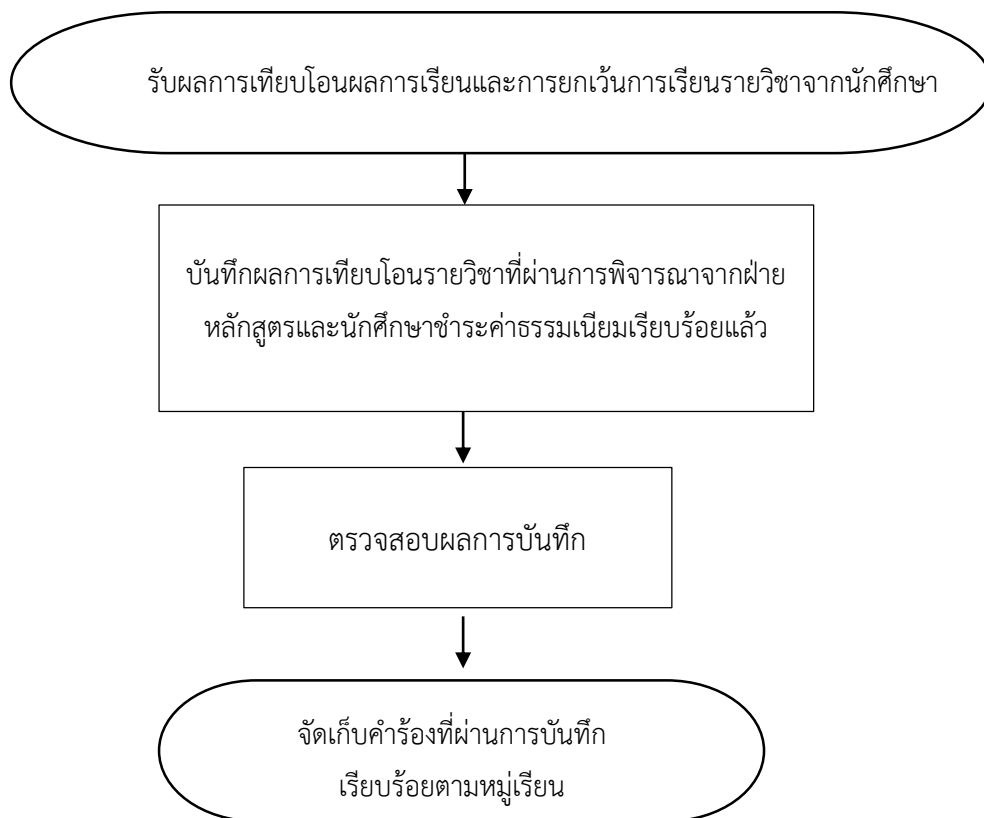 รับผลการเทียบโอนผลการเรียนและการยกเว้นการเรียนรายวิชาจากนักศึกษา
บันทึกผลการเทียบโอนรายวิชาที่ผ่านการพิจารณาจากฝ่าย
หลักสูตรและนักศึกษาชำระค่าธรรมเนียมเรียบร้อยแล้ว
ตรวจสอบผลการบันทึก
จัดเก็บคำร้องที่ผ่านการบันทึก
เรียบร้อยตามหมู่เรียน